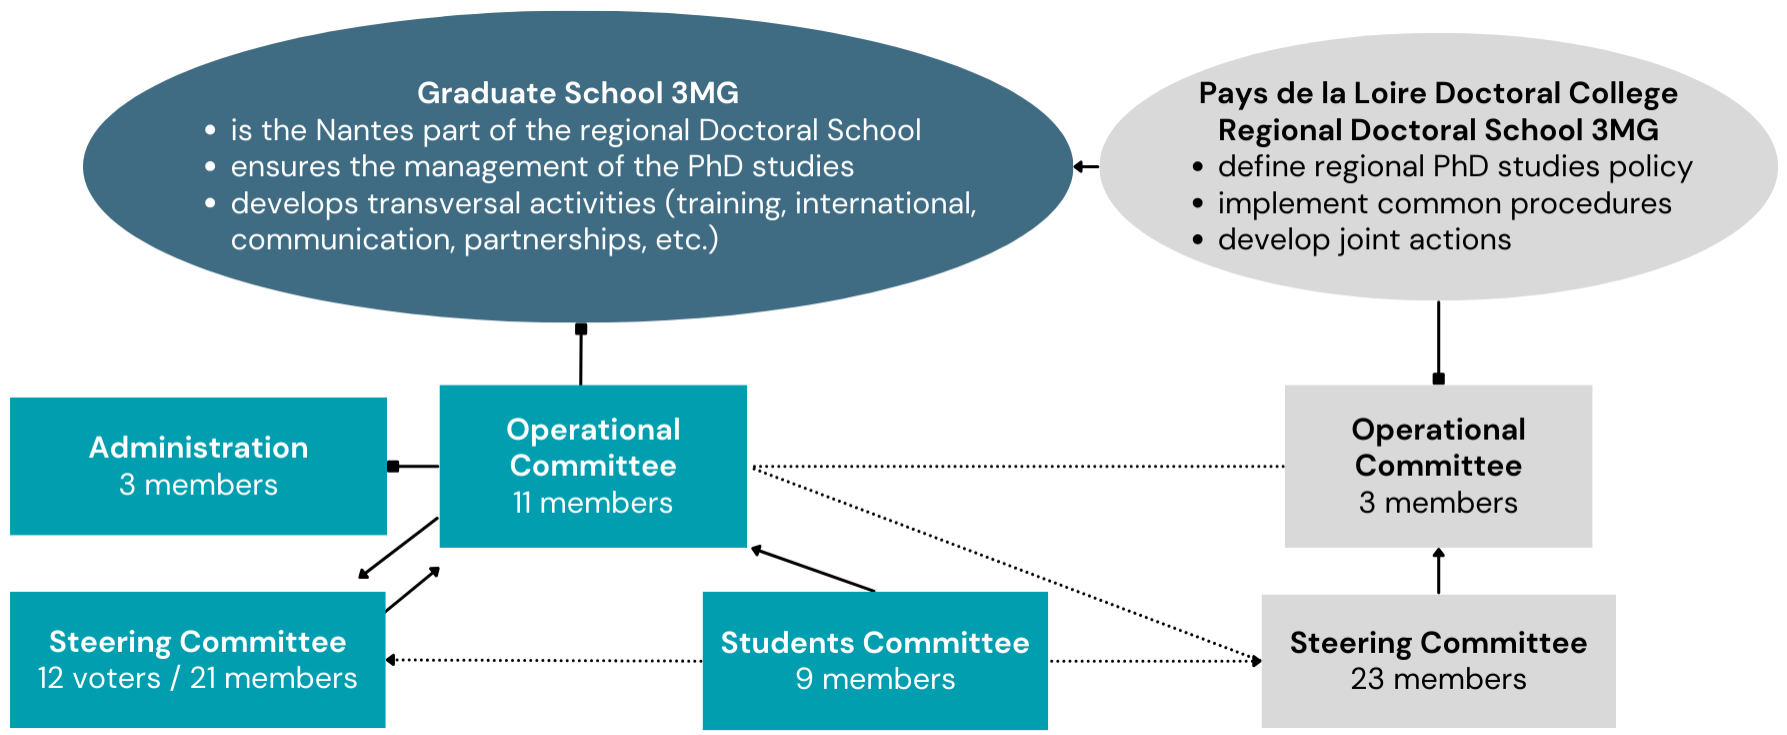 Graduate School 3MG
• is the Nantes part of the regional Doctoral School
• ensures the management of the PhD studies
• develops transversal activities (training, international,
communication, partnerships, etc.)
Pays de la Loire Doctoral College
Regional Doctoral School 3MG
• define regional PhD studies policy
• implement common procedures
• develop joint actions
Administration
3 members
Operational
Committee
11 members
Operational
Committee
3 members
Steering Committee
12 voters / 21 members
Students Committee
9 members
Steering Committee
23 members